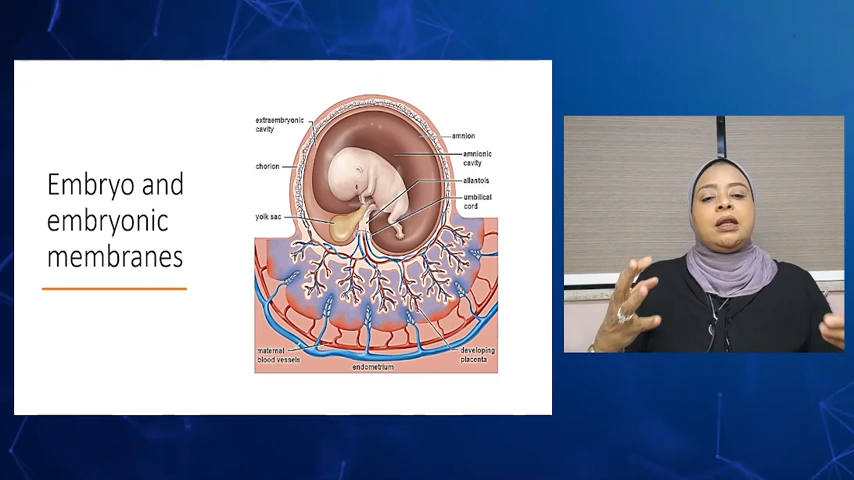 Embryo and
embryonic
membranes
extraembryonic
cavity
chorion
yolk sac
maternal
blood vessels
endometrium
amnion
amnionic
cavity
allantois
umbilical
cord
developing
placenta